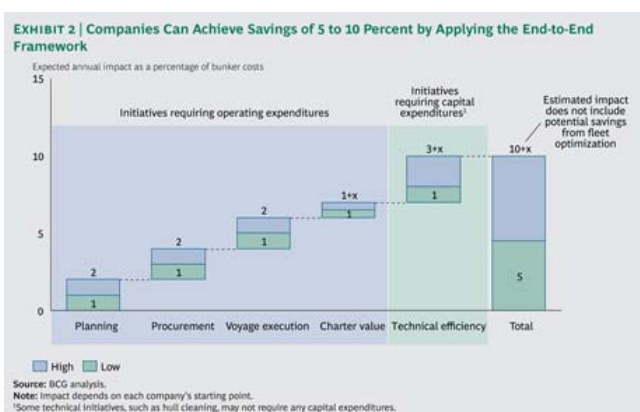 EXHIBIT 2 | Companies Can Achieve Savings of 5 to 10 Percent by Applying the End-to-End
Framework
Expected annual impact as a percentage of bunker costs
15
10
5
0
Initiatives requiring operating expenditures
Initiatives
requiring capital
expenditures¹
Estimated impact
does not include
potential savings
from fleet
optimization
2
1
2
1
2
1
1+x
1
3+x
1
10+x
5
Planning
Procurement
Voyage execution
Charter value
Technical efficiency
Total
High
Low
Source: BCG analysis.
Note: Impact depends on each company's starting point.
¹Some technical initiatives, such as hull cleaning, may not require any capital expenditures.